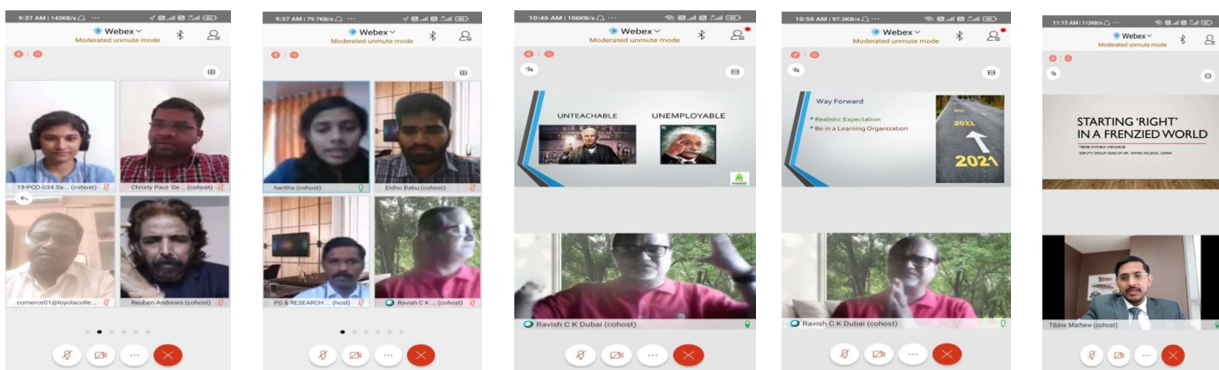 9:37 AM | 142KB/s
Webex
Moderated unmute mode
19-PCO-034 Sa... (cohost)
Christy Paul- Ge... (cohost)
comerce01@loyolacolle...
Reuben Andrews (cohost)
9:37 AM | 79.7KB/s
Webex
Moderated unmute mode
haritha (cohost)
Eldho Babu (cohost)
PG & RESEARCH ... (host)
Ravish C K ... (cohost)
10:46 AM | 106KB/s
Webex
Moderated unmute mode
UNTEACHABLE
UNEMPLOYABLE
Ravish C K Dubai (cohost)
10:56 AM | 97.3KB/s
Webex
Moderated unmute mode
Way Forward
Realistic Expectation
Be in a Learning Organization
2022
2021
Ravish C K Dubai (cohost)
11:13 AM | 113KB/s
Webex
Moderated unmute mode
STARTING 'RIGHT'
IN A FRENZIED WORLD
Tibine Mathew (cohost)